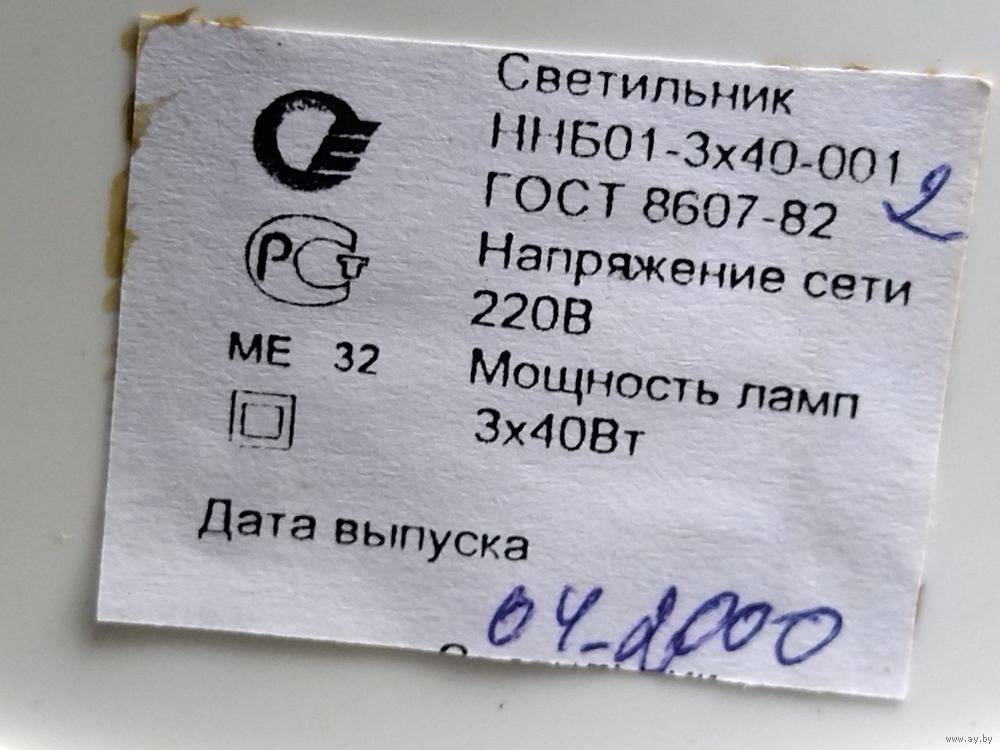 Светильник
ННБ01-3х40-001 2
ГОСТ 8607-82
Напряжение сети
220В
Мощность ламп
3х40Вт
РС
МЕ 32
Дата выпуска
04-2000
www.ay.by